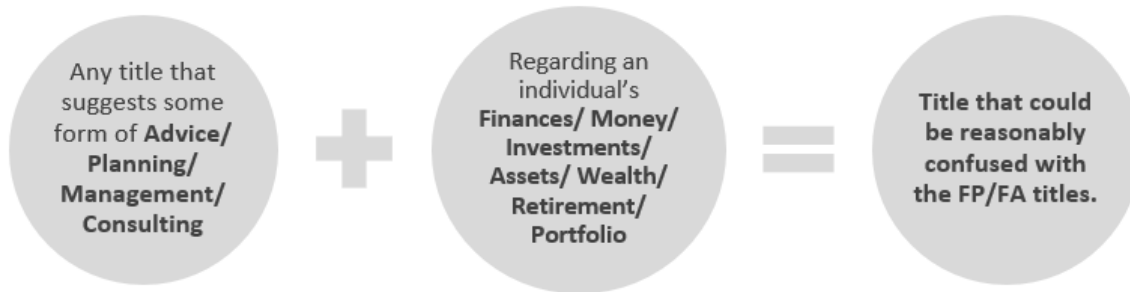 Any title that
suggests some
form of Advice/
Planning/
Management/
Consulting
+
Regarding an
individual's
Finances/ Money/
Investments/
Assets/ Wealth/
Retirement/
Portfolio
=
Title that could
be reasonably
confused with
the FP/FA titles.